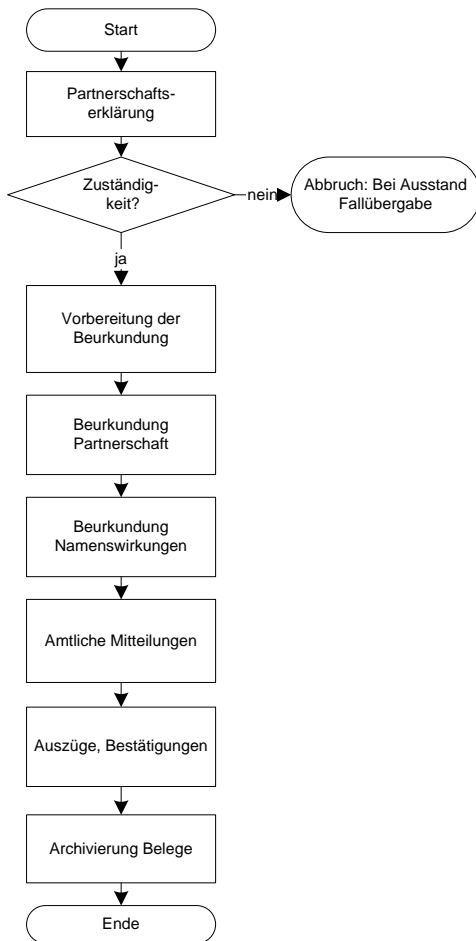 Start
Partnerschafts-
erklärung
Zuständig-
keit?
nein
Abbruch: Bei Ausstand
Fallübergabe
ja
Vorbereitung der
Beurkundung
Beurkundung
Partnerschaft
Beurkundung
Namenswirkungen
Amtliche Mitteilungen
Auszüge, Bestätigungen
Archivierung Belege
Ende